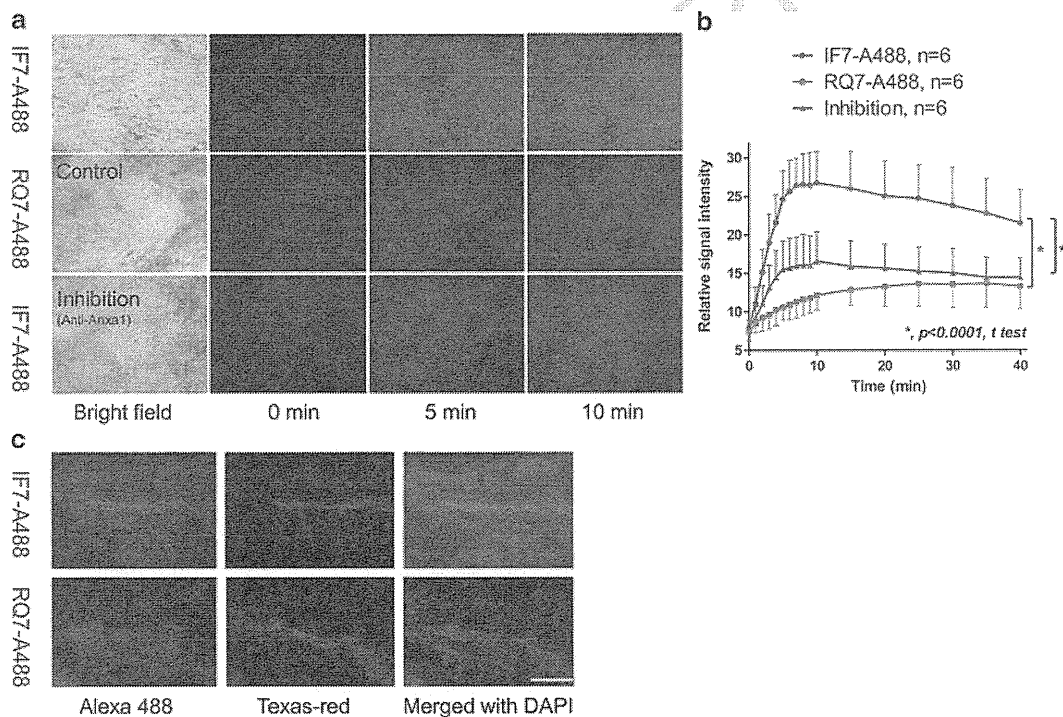 a
IF7-A488
RQ7-A488
IF7-A488
Control
Inhibition
(Anti-Anxa1)
Bright field
0 min
5 min
10 min
b
IF7-A488, n=6
RQ7-A488, n=6
Inhibition, n=6
Relative signal intensity
30
25
20
15
10
5
0
10
20
30
40
Time (min)
*
*
*, p<0.0001, t test
c
IF7-A488
RQ7-A488
Alexa 488
Texas-red
Merged with DAPI